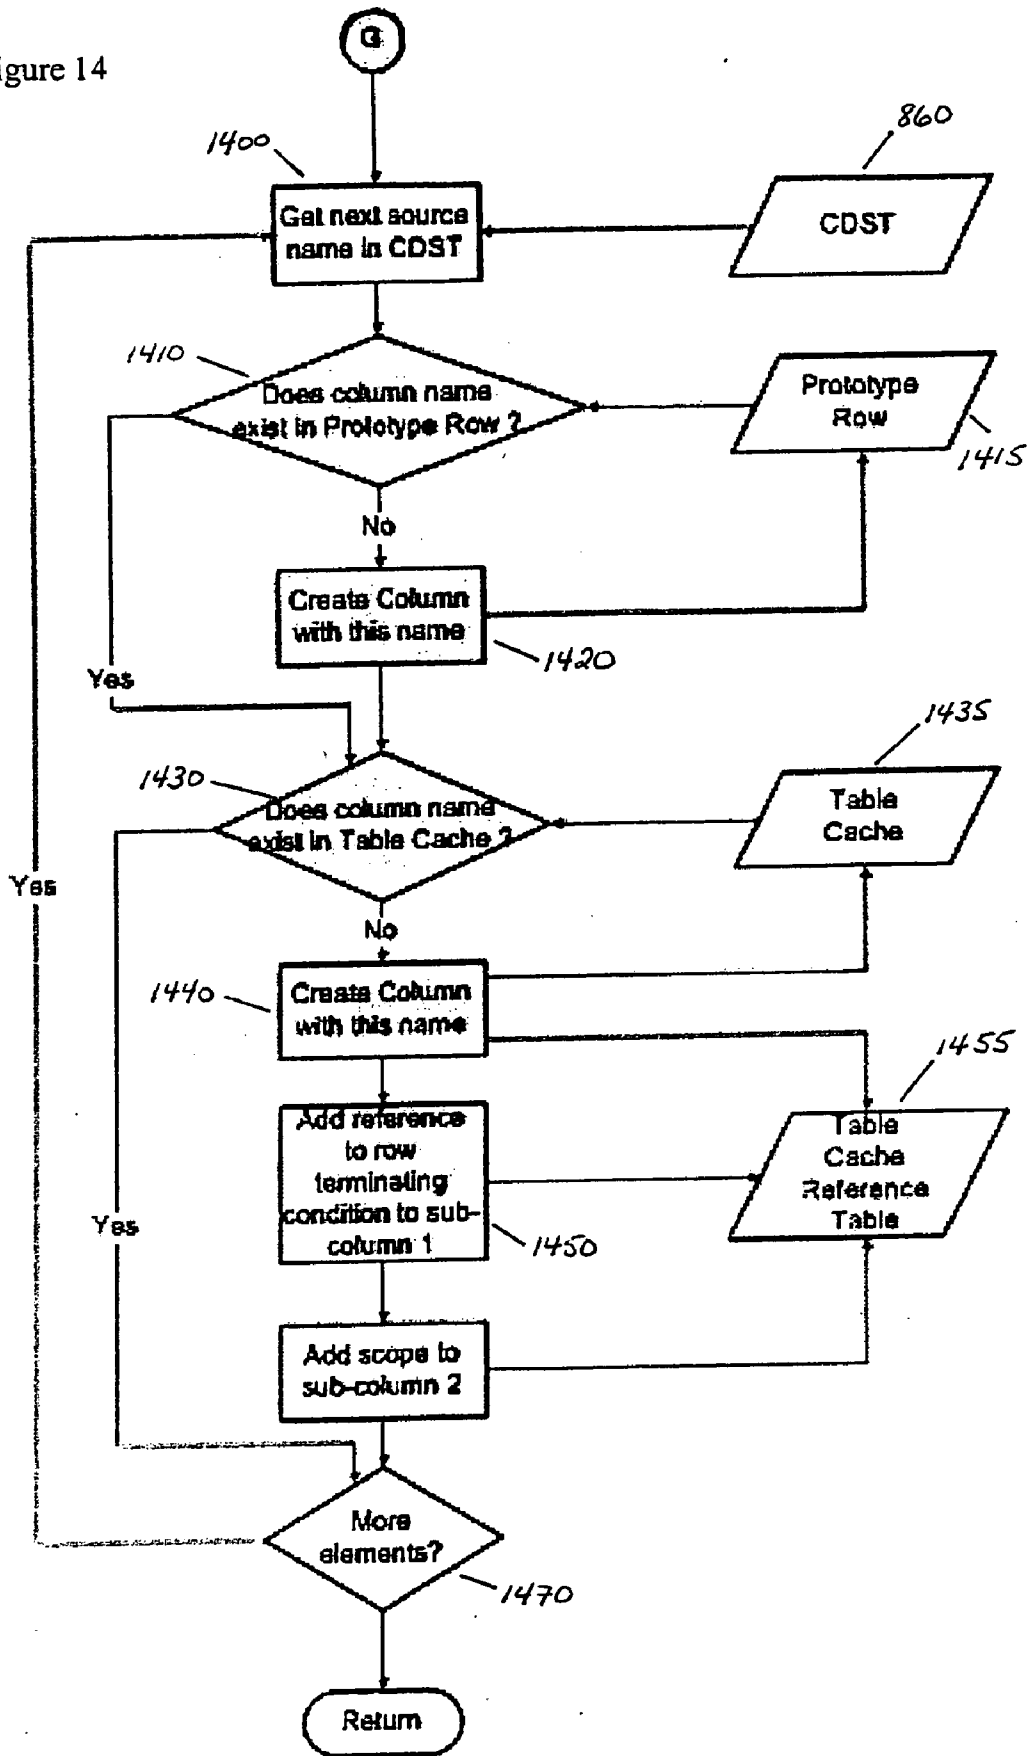 G
igure 14
1400
860
Get next source
name in CDST
CDST
1410
Does column name
exist in Prototype Row ?
Prototype
Row
1415
No
Create Column
with this name
1420
Yes
1435
1430
Does column name
exist in Table Cache ?
Table
Cache
Yes
No
1440
Create Column
with this name
1455
Add reference
to row
terminating
condition to sub-
column 1
Table
Cache
Reference
Table
Yes
1450
Add scope to
sub-column 2
More
elements?
1470
Return